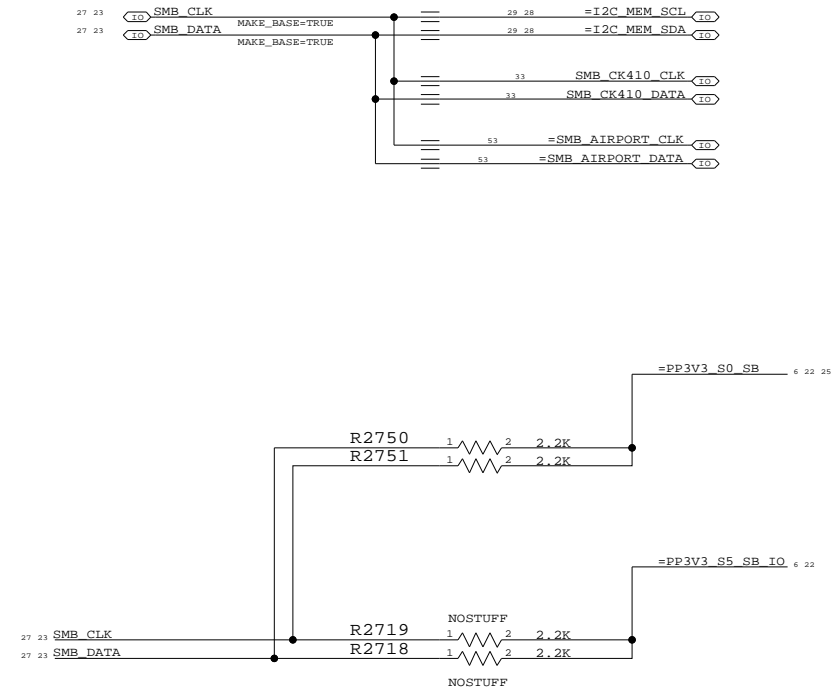 27 23 IO SMB_CLK 29 28 =I2C_MEM_SCL IO
MAKE_BASE=TRUE
27 23 IO SMB_DATA 29 28 =I2C_MEM_SDA IO
MAKE_BASE=TRUE
33 SMB_CK410_CLK IO
33 SMB_CK410_DATA IO
53 =SMB_AIRPORT_CLK IO
53 =SMB_AIRPORT_DATA IO
=PP3V3_S0_SB 6 22 25
R2750 1 2 2.2K
R2751 1 2 2.2K
=PP3V3_S5_SB_IO 6 22
NOSTUFF
27 23 SMB_CLK R2719 1 2 2.2K
27 23 SMB_DATA R2718 1 2 2.2K
NOSTUFF